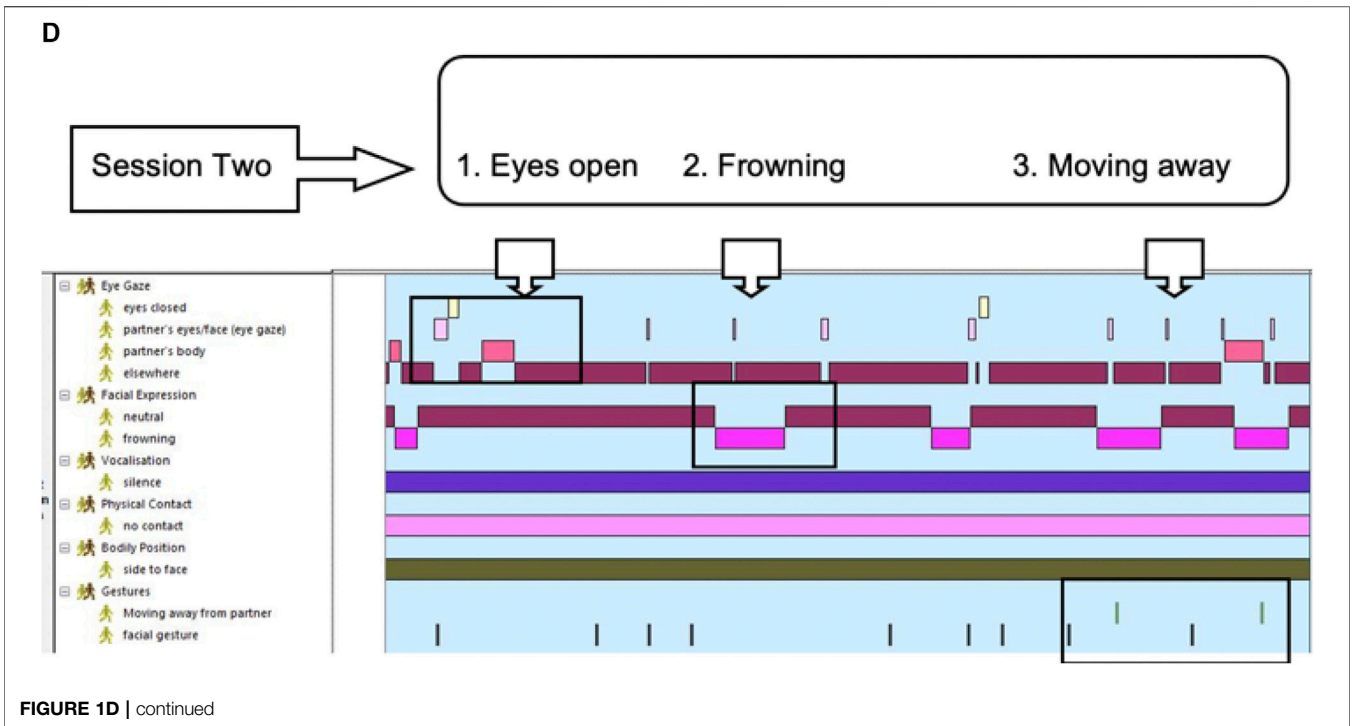 D
Session Two
1. Eyes open 2. Frowning 3. Moving away
Eye Gaze
eyes closed
partner's eyes/face (eye gaze)
partner's body
elsewhere
Facial Expression
neutral
frowning
Vocalisation
silence
Physical Contact
no contact
Bodily Position
side to face
Gestures
Moving away from partner
facial gesture
FIGURE 1D | continued